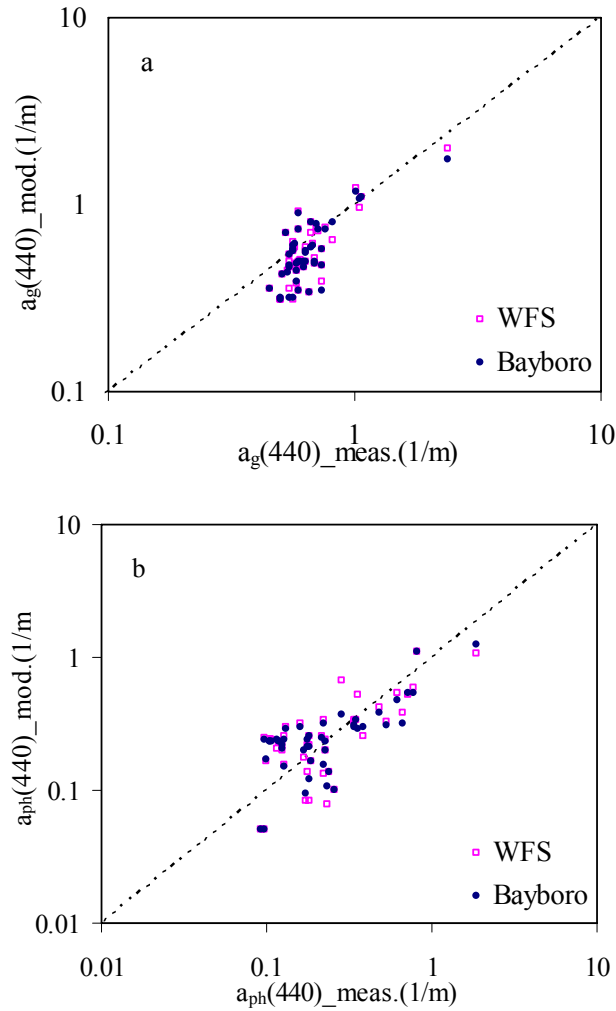 10
a
1
a_g(440)_mod.(1/m)
WFS
Bayboro
0.1
0.1 1 10
a_g(440)_meas.(1/m)
10
b
1
a_ph(440)_mod.(1/m
0.1
WFS
Bayboro
0.01
0.01 0.1 1 10
a_ph(440)_meas.(1/m)